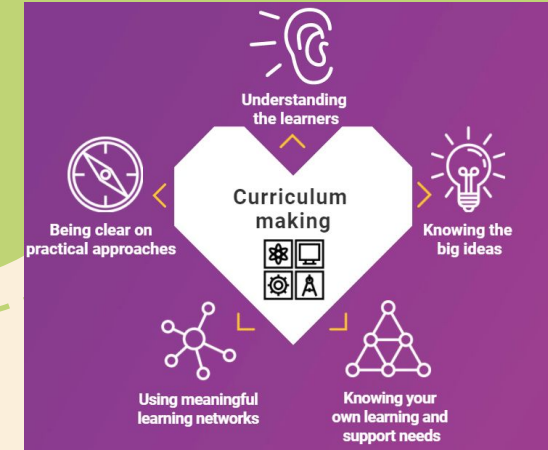 Understanding
the learners
Curriculum
making
Being clear on
practical approaches
Knowing the
big ideas
Using meaningful
learning networks
Knowing your
own learning and
support needs